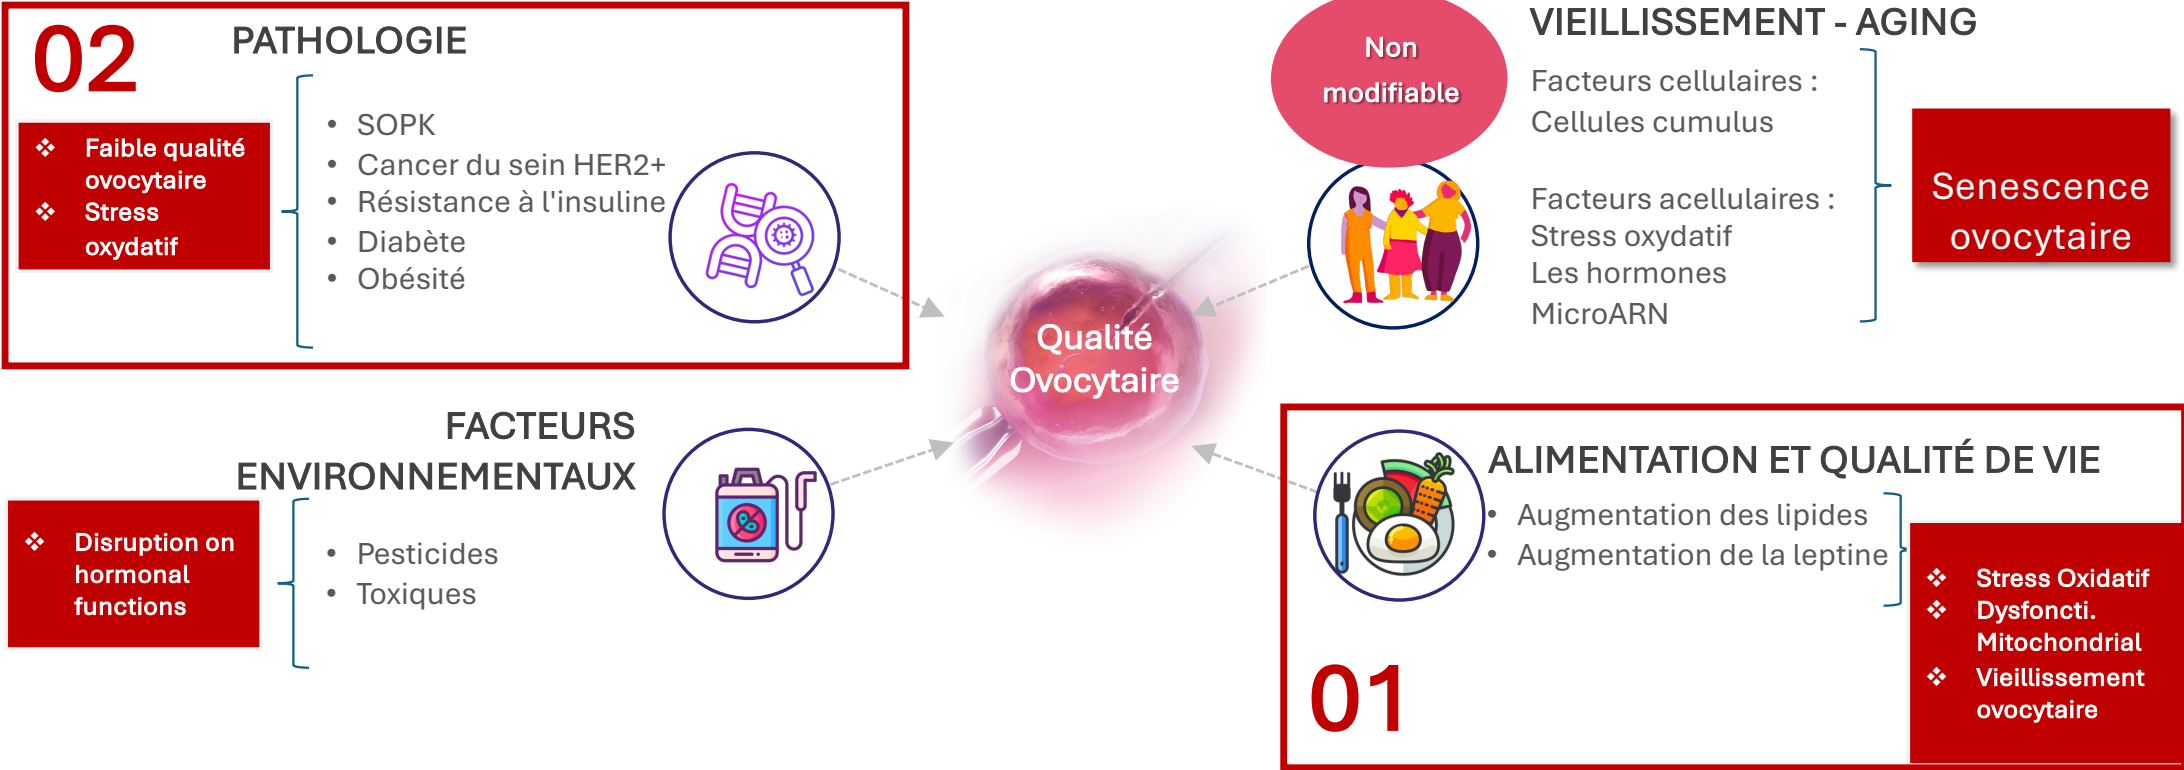 02
PATHOLOGIE
❖ Faible qualité
ovocytaire
❖ Stress
oxydatif
• SOPK
• Cancer du sein HER2+
• Résistance à l'insuline
• Diabète
• Obésité
Non
modifiable
VIEILLISSEMENT - AGING
Facteurs cellulaires :
Cellules cumulus
Facteurs acellulaires :
Stress oxydatif
Les hormones
MicroARN
Senescence
ovocytaire
Qualité
Ovocytaire
FACTEURS
ENVIRONNEMENTAUX
❖ Disruption on
hormonal
functions
• Pesticides
• Toxiques
ALIMENTATION ET QUALITÉ DE VIE
• Augmentation des lipides
• Augmentation de la leptine
❖ Stress Oxidatif
❖ Dysfoncti.
Mitochondrial
❖ Vieillissement
ovocytaire
01